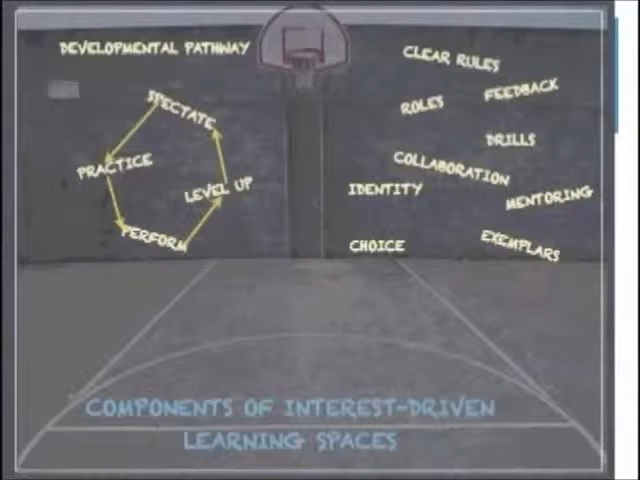 DEVELOPMENTAL PATHWAY
SPECTATE
PRACTICE
LEVEL UP
PERFORM
CLEAR RULES
FEEDBACK
ROLES
DRILLS
COLLABORATION
IDENTITY
MENTORING
CHOICE
EXEMPLARS
COMPONENTS OF INTEREST-DRIVEN
LEARNING SPACES